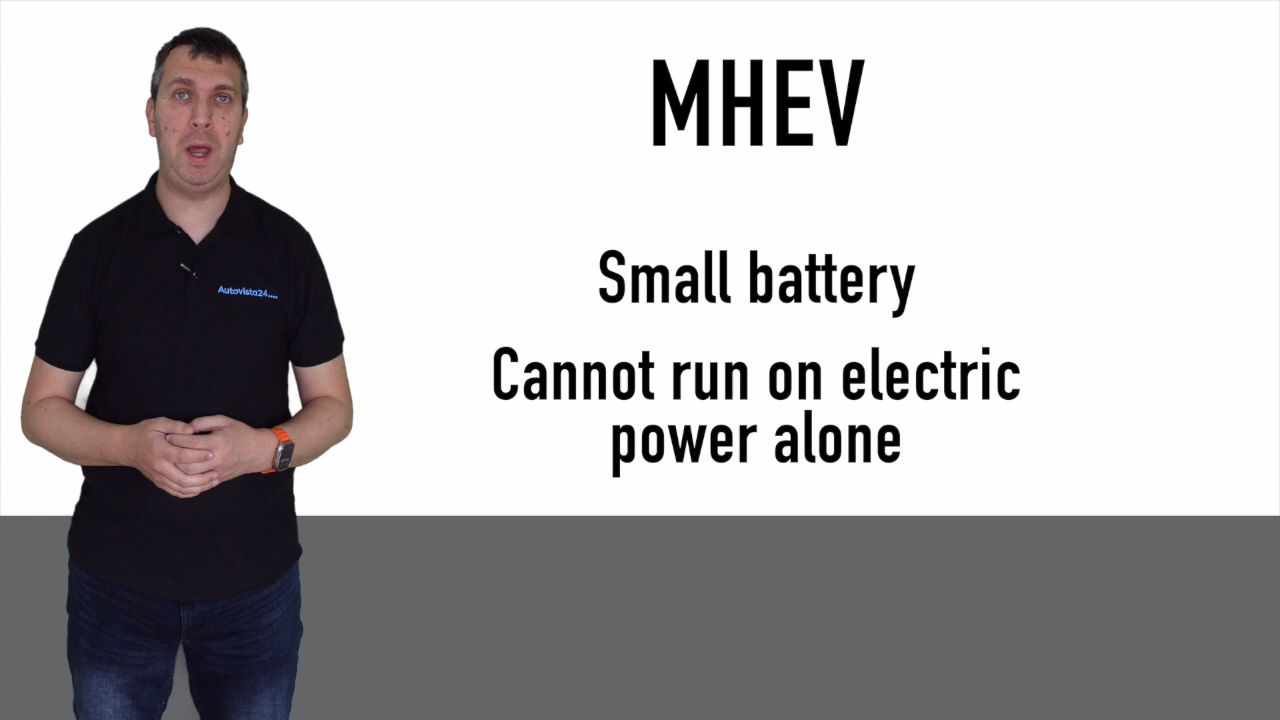 MHEV
Small battery
Cannot run on electric
power alone
Autovista24